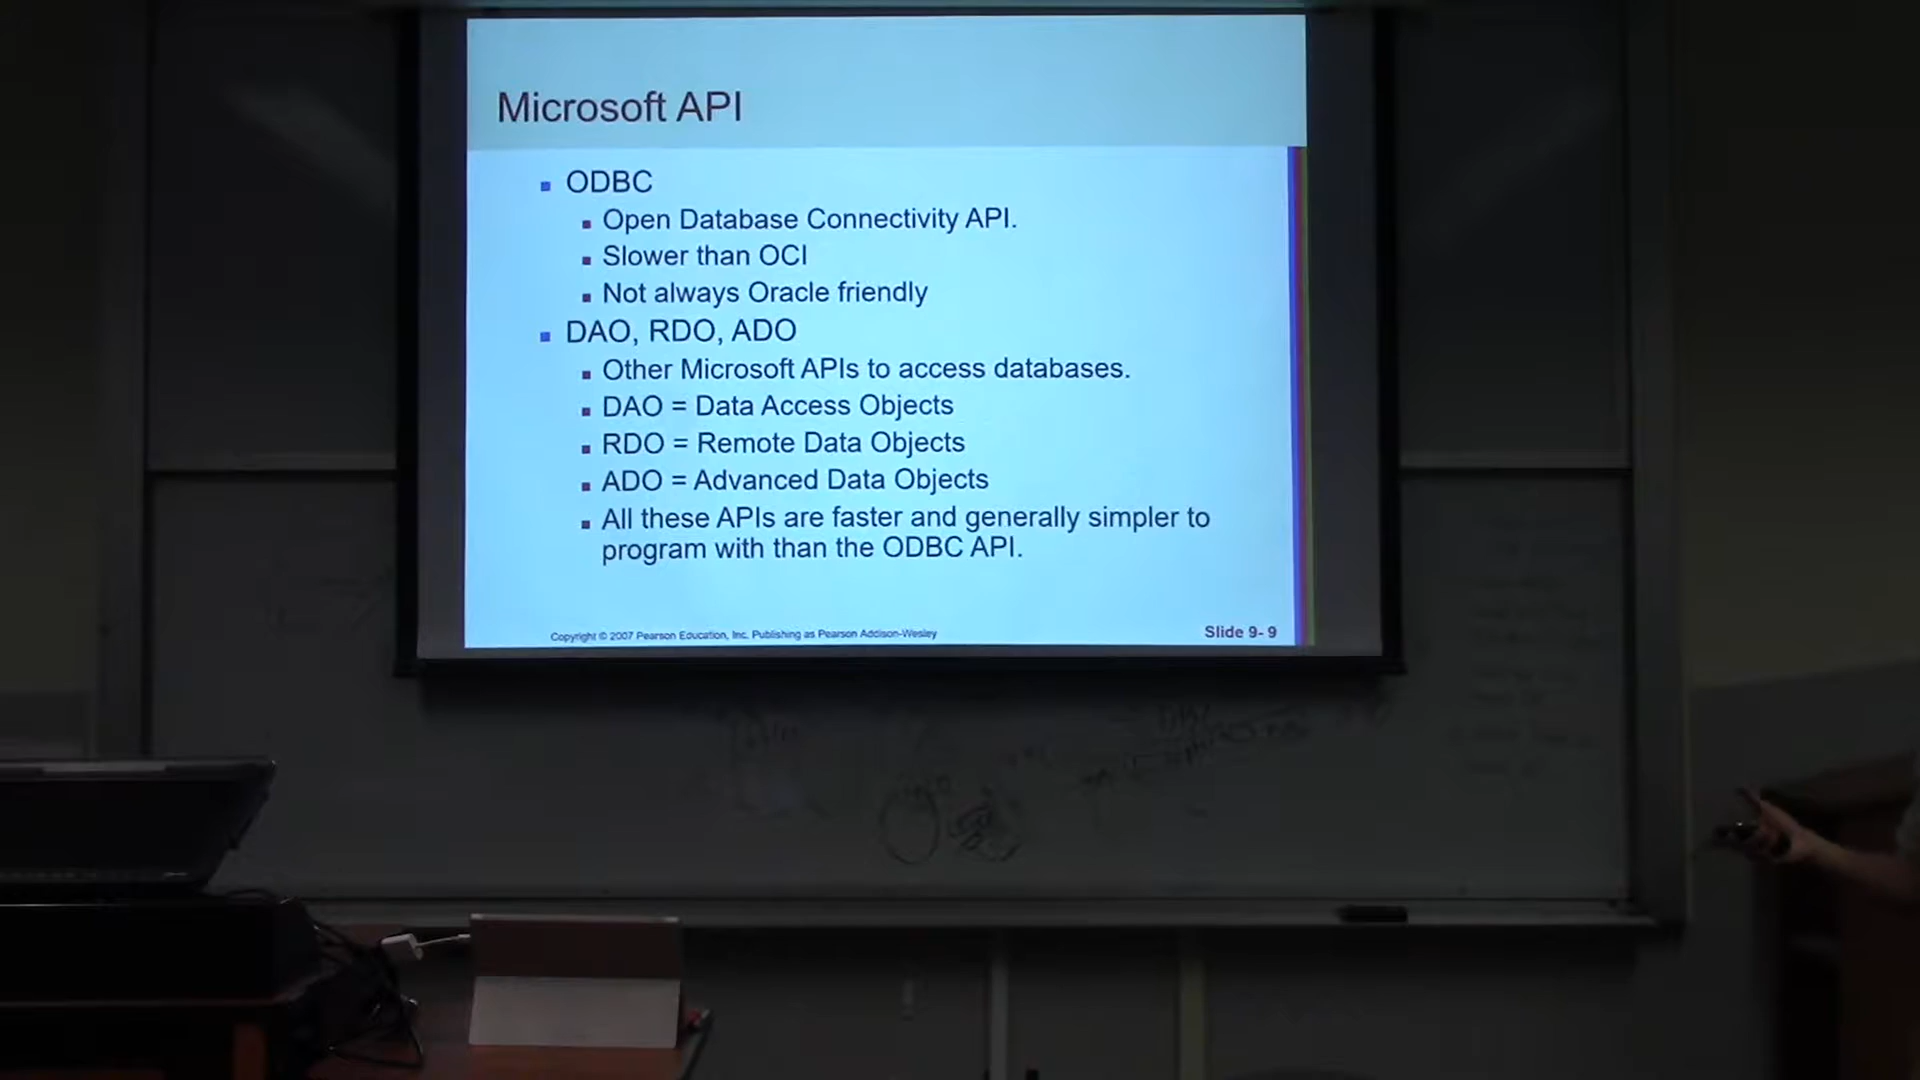 Microsoft API
ODBC
Open Database Connectivity API.
Slower than OCI
Not always Oracle friendly
DAO, RDO, ADO
Other Microsoft APIs to access databases.
DAO = Data Access Objects
RDO = Remote Data Objects
ADO = Advanced Data Objects
All these APIs are faster and generally simpler to
program with than the ODBC API.
Copyright © 2007 Pearson Education, Inc. Publishing as Pearson Addison-Wesley
Slide 9- 9